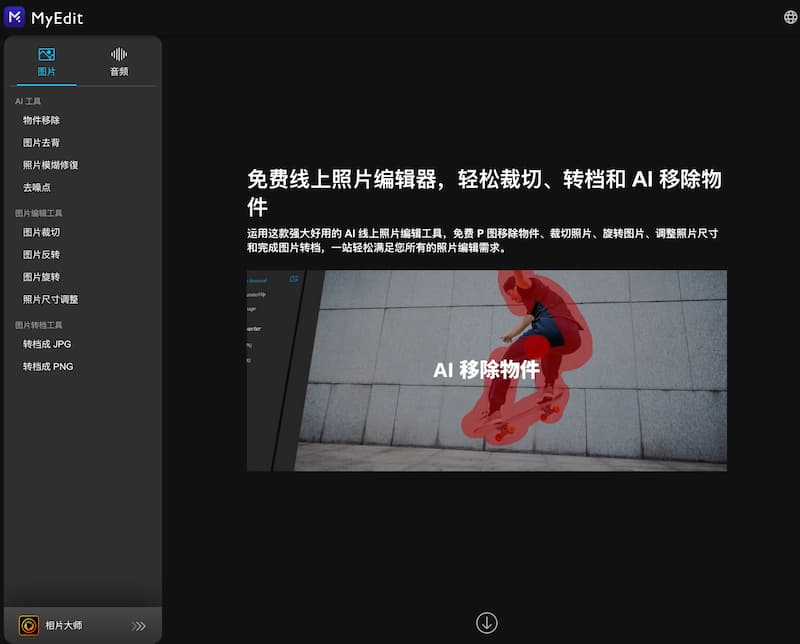 MyEdit
图片
音频
AI 工具
物件移除
图片去背
照片模糊修復
去噪点
图片编辑工具
图片裁切
图片反转
图片旋转
照片尺寸调整
图片转档工具
转档成 JPG
转档成 PNG
相片大师
免费线上照片编辑器，轻松裁切、转档和 AI 移除物
件
运用这款强大好用的 AI 线上照片编辑工具，免费 P 图移除物件、裁切照片、旋转图片、调整照片尺寸
和完成图片转档，一站轻松满足您所有的照片编辑需求。
AI 移除物件